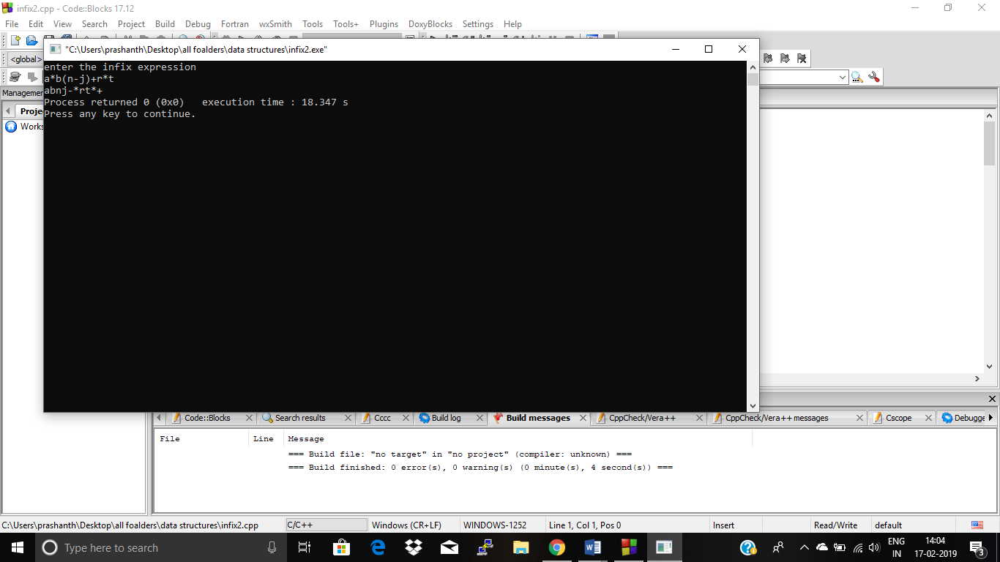 infix2.cpp - Code::Blocks 17.12
File Edit View Search Project Build Debug Fortran wxSmith Tools Tools+ Plugins DoxyBlocks Settings Help
"C:\Users\prashanth\Desktop\all foalders\data structures\infix2.exe"
<global>
enter the infix expression
a*b(n-j)+r*t
abnj-*rt*+
Process returned 0 (0x0)   execution time : 18.347 s
Press any key to continue.
Managemen
Proje
Works
Code::Blocks Search results Cccc Build log Build messages CppCheck/Vera++ CppCheck/Vera++ messages Cscope Debugge
File Line Message
=== Build file: "no target" in "no project" (compiler: unknown) ===
=== Build finished: 0 error(s), 0 warning(s) (0 minute(s), 4 second(s)) ===
C:\Users\prashanth\Desktop\all foalders\data structures\infix2.cpp C/C++ Windows (CR+LF) WINDOWS-1252 Line 1, Col 1, Pos 0 Insert Read/Write default
Type here to search
ENG
IN
14:04
17-02-2019
3